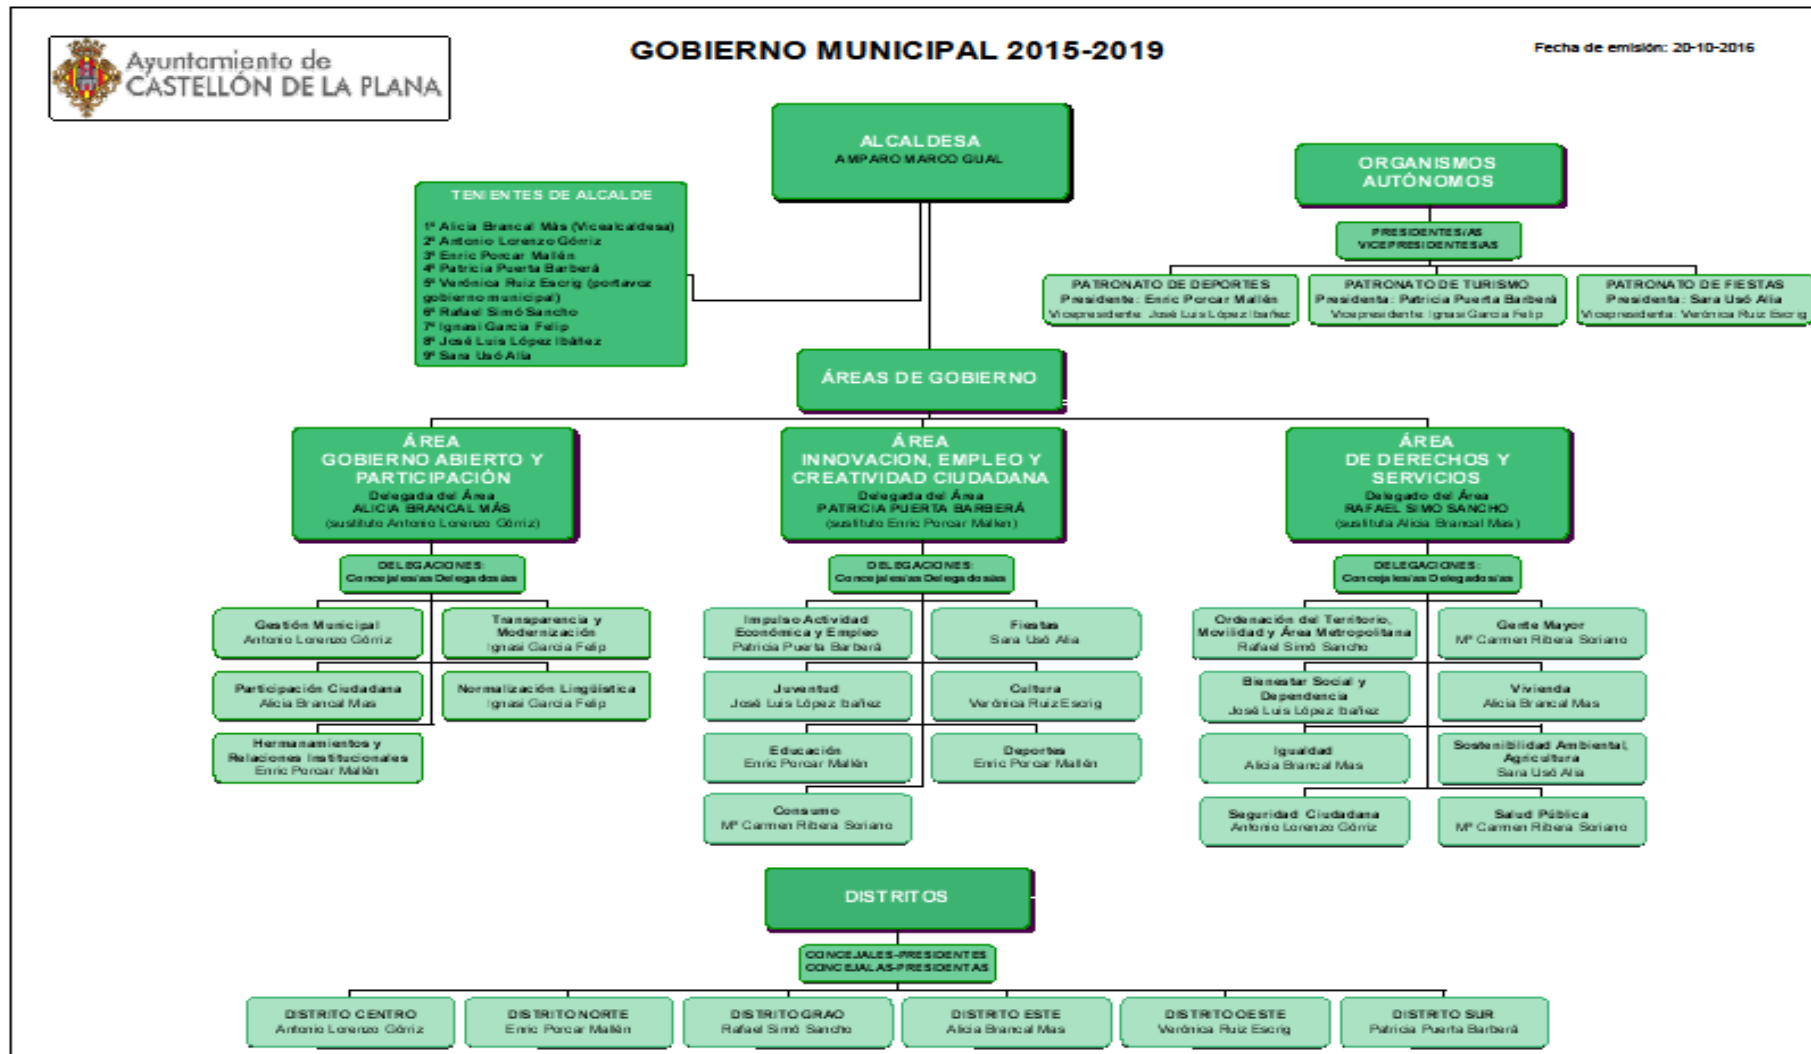 Ayuntamiento de
CASTELLÓN DE LA PLANA
GOBIERNO MUNICIPAL 2015-2019
Fecha de emisión: 20-10-2016
ALCALDESA
AMPARO MARCO GUAL
TENIENTES DE ALCALDE
1ª Alicia Brancal Más (Vicealcaldesa)
2º Antonio Lorenzo Górriz
3º Enric Porcar Mallén
4ª Patricia Puerta Barberá
5ª Verónica Ruiz Escrig (portavoz
gobierno municipal)
6º Rafael Simó Sancho
7º Ignasi Garcia Felip
8º José Luis López Ibáñez
9ª Sara Usó Alía
ORGANISMOS
AUTÓNOMOS
PRESIDENTES/AS
VICEPRESIDENTES/AS
PATRONATO DE DEPORTES
Presidente: Enric Porcar Mallén
Vicepresidente: José Luis López Ibañez
PATRONATO DE TURISMO
Presidenta: Patricia Puerta Barberá
Vicepresidente: Ignasi Garcia Felip
PATRONATO DE FIESTAS
Presidenta: Sara Usó Alia
Vicepresidenta: Verónica Ruiz Escrig
ÁREAS DE GOBIERNO
ÁREA
GOBIERNO ABIERTO Y
PARTICIPACIÓN
Delegada del Área
ALICIA BRANCAL MÁS
(sustituto Antonio Lorenzo Górriz)
DELEGACIONES:
Concejales/as Delegados/as
Gestión Municipal
Antonio Lorenzo Górriz
Transparencia y
Modernización
Ignasi Garcia Felip
Participación Ciudadana
Alicia Brancal Mas
Normalización Lingüística
Ignasi Garcia Felip
Hermanamientos y
Relaciones Institucionales
Enric Porcar Mallén
ÁREA
INNOVACION, EMPLEO Y
CREATIVIDAD CIUDADANA
Delegada del Área
PATRICIA PUERTA BARBERÁ
(sustituto Enric Porcar Mallen)
DELEGACIONES:
Concejales/as Delegados/as
Impulso Actividad
Económica y Empleo
Patricia Puerta Barberá
Fiestas
Sara Usó Alia
Juventud
José Luis López Ibañez
Cultura
Verónica Ruiz Escrig
Educación
Enric Porcar Mallén
Deportes
Enric Porcar Mallén
Consumo
Mª Carmen Ribera Soriano
ÁREA
DE DERECHOS Y
SERVICIOS
Delegado del Área
RAFAEL SIMO SANCHO
(sustituta Alicia Brancal Mas)
DELEGACIONES:
Concejales/as Delegados/as
Ordenación del Territorio,
Movilidad y Área Metropolitana
Rafael Simó Sancho
Gente Mayor
Mª Carmen Ribera Soriano
Bienestar Social y
Dependencia
José Luis López Ibañez
Vivienda
Alicia Brancal Mas
Igualdad
Alicia Brancal Mas
Sostenibilidad Ambiental,
Agricultura
Sara Usó Alia
Seguridad Ciudadana
Antonio Lorenzo Górriz
Salud Pública
Mª Carmen Ribera Soriano
DISTRITOS
CONCEJALES-PRESIDENTES
CONCEJALAS-PRESIDENTAS
DISTRITO CENTRO
Antonio Lorenzo Górriz
DISTRITO NORTE
Enric Porcar Mallén
DISTRITO GRAO
Rafael Simó Sancho
DISTRITO ESTE
Alicia Brancal Mas
DISTRITO OESTE
Verónica Ruiz Escrig
DISTRITO SUR
Patricia Puerta Barberá